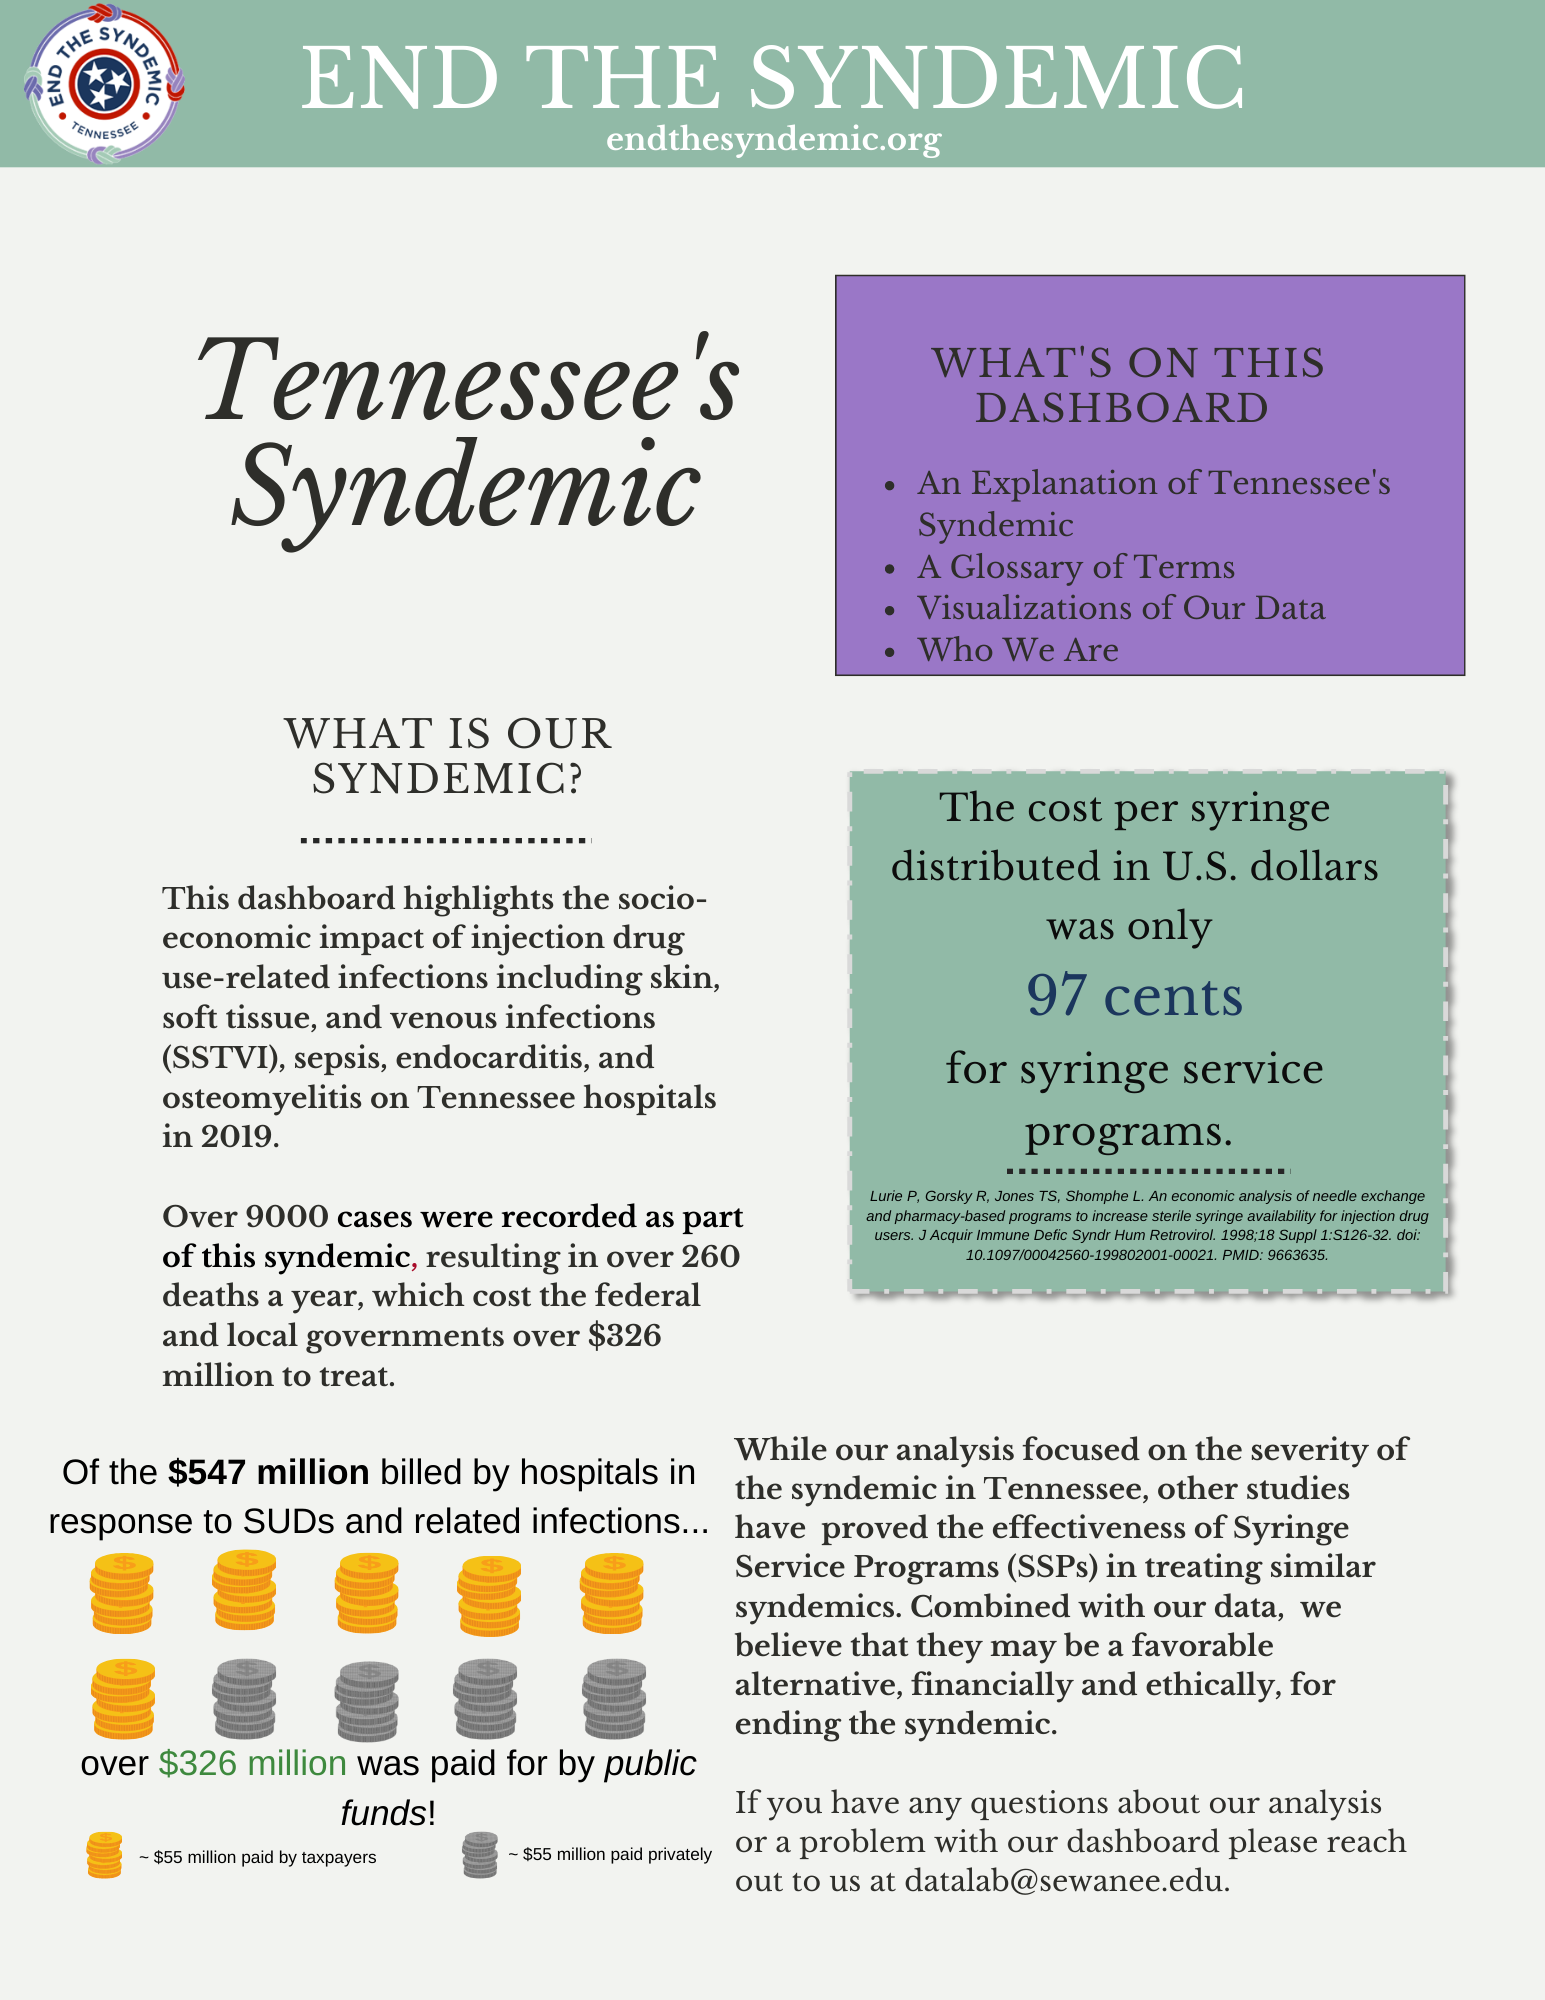 END THE SYNDEMIC
TENNESSEE
END THE SYNDEMIC
endthesyndemic.org
Tennessee's
Syndemic
WHAT'S ON THIS
DASHBOARD
• An Explanation of Tennessee's
Syndemic
• A Glossary of Terms
• Visualizations of Our Data
• Who We Are
WHAT IS OUR
SYNDEMIC?
This dashboard highlights the socio-
economic impact of injection drug
use-related infections including skin,
soft tissue, and venous infections
(SSTVI), sepsis, endocarditis, and
osteomyelitis on Tennessee hospitals
in 2019.
Over 9000 cases were recorded as part
of this syndemic, resulting in over 260
deaths a year, which cost the federal
and local governments over $326
million to treat.
The cost per syringe
distributed in U.S. dollars
was only
97 cents
for syringe service
programs.
Lurie P, Gorsky R, Jones TS, Shomphe L. An economic analysis of needle exchange
and pharmacy-based programs to increase sterile syringe availability for injection drug
users. J Acquir Immune Defic Syndr Hum Retrovirol. 1998;18 Suppl 1:S126-32. doi:
10.1097/00042560-199802001-00021. PMID: 9663635.
Of the $547 million billed by hospitals in
response to SUDs and related infections...
over $326 million was paid for by public
funds!
~ $55 million paid by taxpayers
~ $55 million paid privately
While our analysis focused on the severity of
the syndemic in Tennessee, other studies
have  proved the effectiveness of Syringe
Service Programs (SSPs) in treating similar
syndemics. Combined with our data,  we
believe that they may be a favorable
alternative, financially and ethically, for
ending the syndemic.
If you have any questions about our analysis
or a problem with our dashboard please reach
out to us at datalab@sewanee.edu.